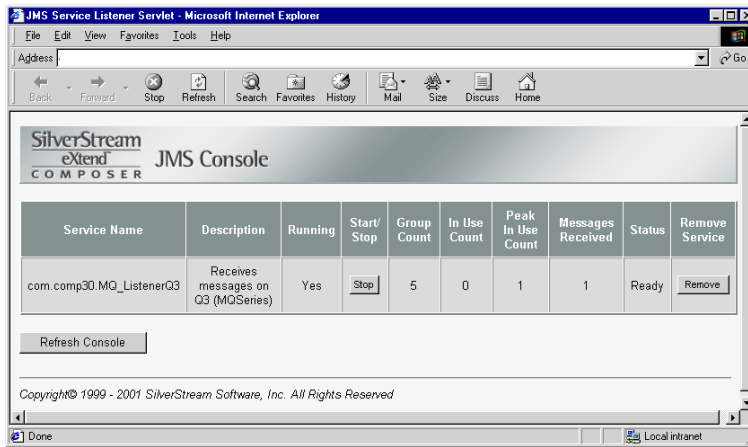 JMS Service Listener Servlet - Microsoft Internet Explorer
File Edit View Favorites Tools Help
Address Go
Back Forward Stop Refresh Search Favorites History Mail Size Discuss Home
SilverStream
eXtend™
COMPOSER
JMS Console
Service Name Description Running Start/ Stop Group Count In Use Count Peak In Use Count Messages Received Status Remove Service
com.comp30.MQ_ListenerQ3 Receives messages on Q3 (MQSeries) Yes Stop 5 0 1 1 Ready Remove
Refresh Console
Copyright© 1999 - 2001 SilverStream Software, Inc. All Rights Reserved
Done Local intranet